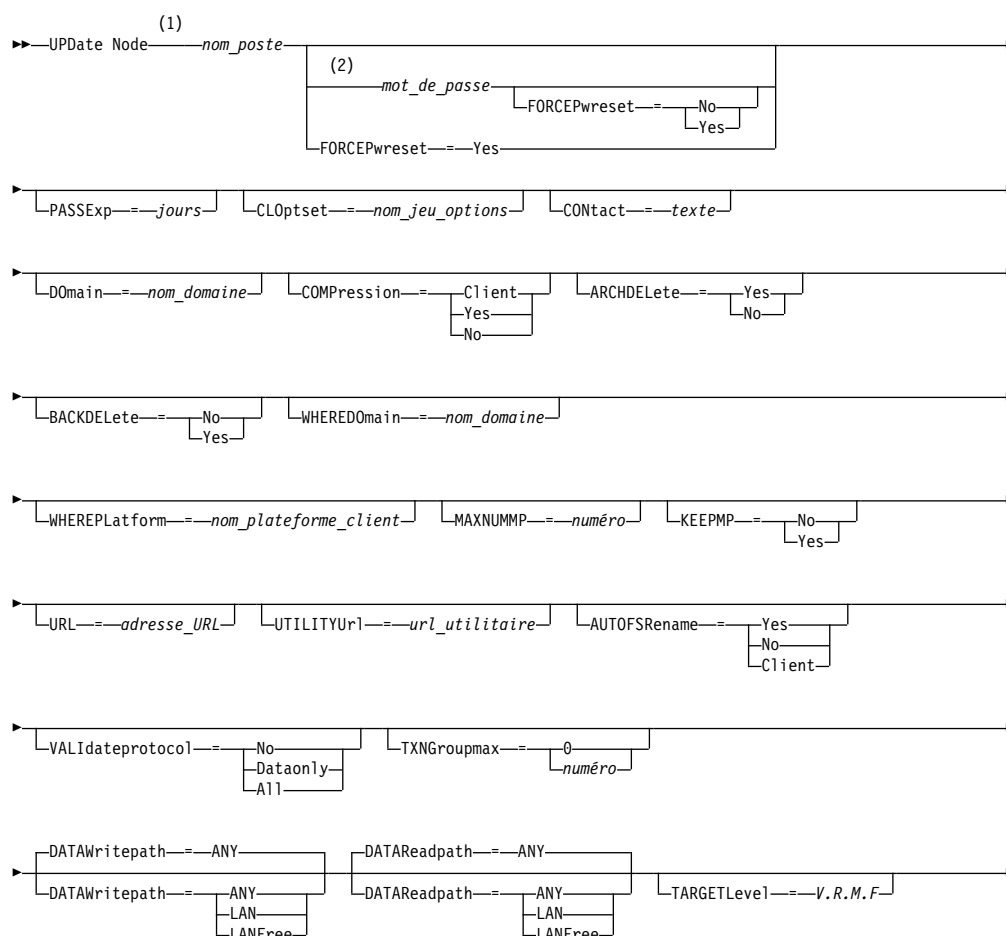 (1)
UPDate Node nom_poste
(2)
mot_de_passe
FORCEPwreset = No
Yes
FORCEPwreset = Yes
PASSExp = jours CLOptset = nom_jeu_options CONtact = texte
DOmain = nom_domaine COMPression = Client ARCHDELete = Yes
Yes No
No
BACKDELete = No WHEREDOmain = nom_domaine
Yes
WHEREPLatform = nom_plateforme_client MAXNUMMP = numéro KEEPMP = No
Yes
URL = adresse_URL UTILITYUrl = url_utilitaire AUTOFSRename = Yes
No
Client
VALIdateprotocol = No TXNGroupmax = 0
Dataonly numéro
All
DATAWritepath = ANY DATAReadpath = ANY
DATAWritepath = ANY DATAReadpath = ANY TARGETLevel = V.R.M.F
LAN LAN
LANFree LANFree